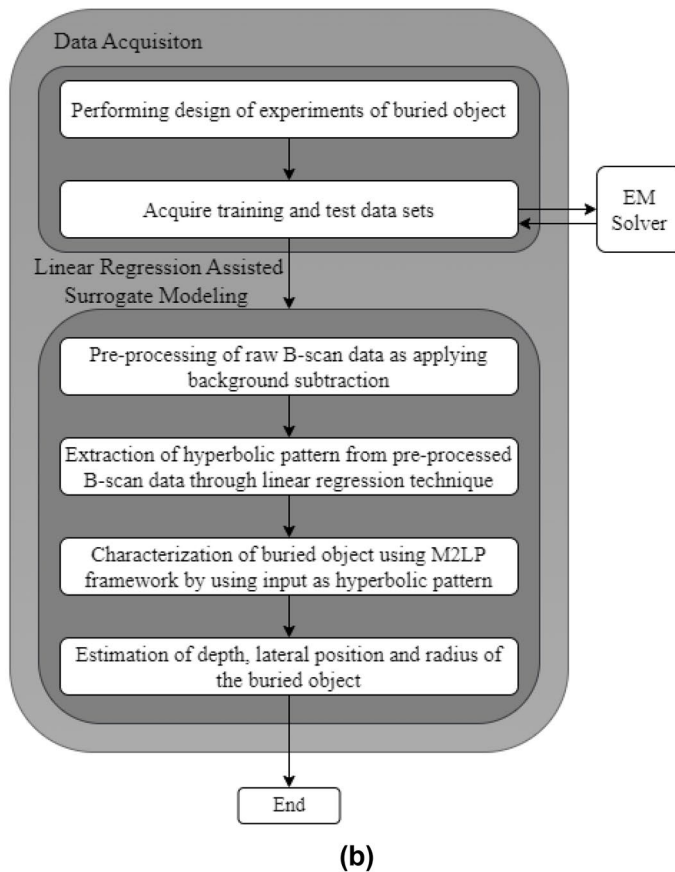 Data Acquisiton
Performing design of experiments of buried object
Acquire training and test data sets
EM
Solver
Linear Regression Assisted
Surrogate Modeling
Pre-processing of raw B-scan data as applying
background subtraction
Extraction of hyperbolic pattern from pre-processed
B-scan data through linear regression technique
Characterization of buried object using M2LP
framework by using input as hyperbolic pattern
Estimation of depth, lateral position and radius of
the buried object
End
(b)